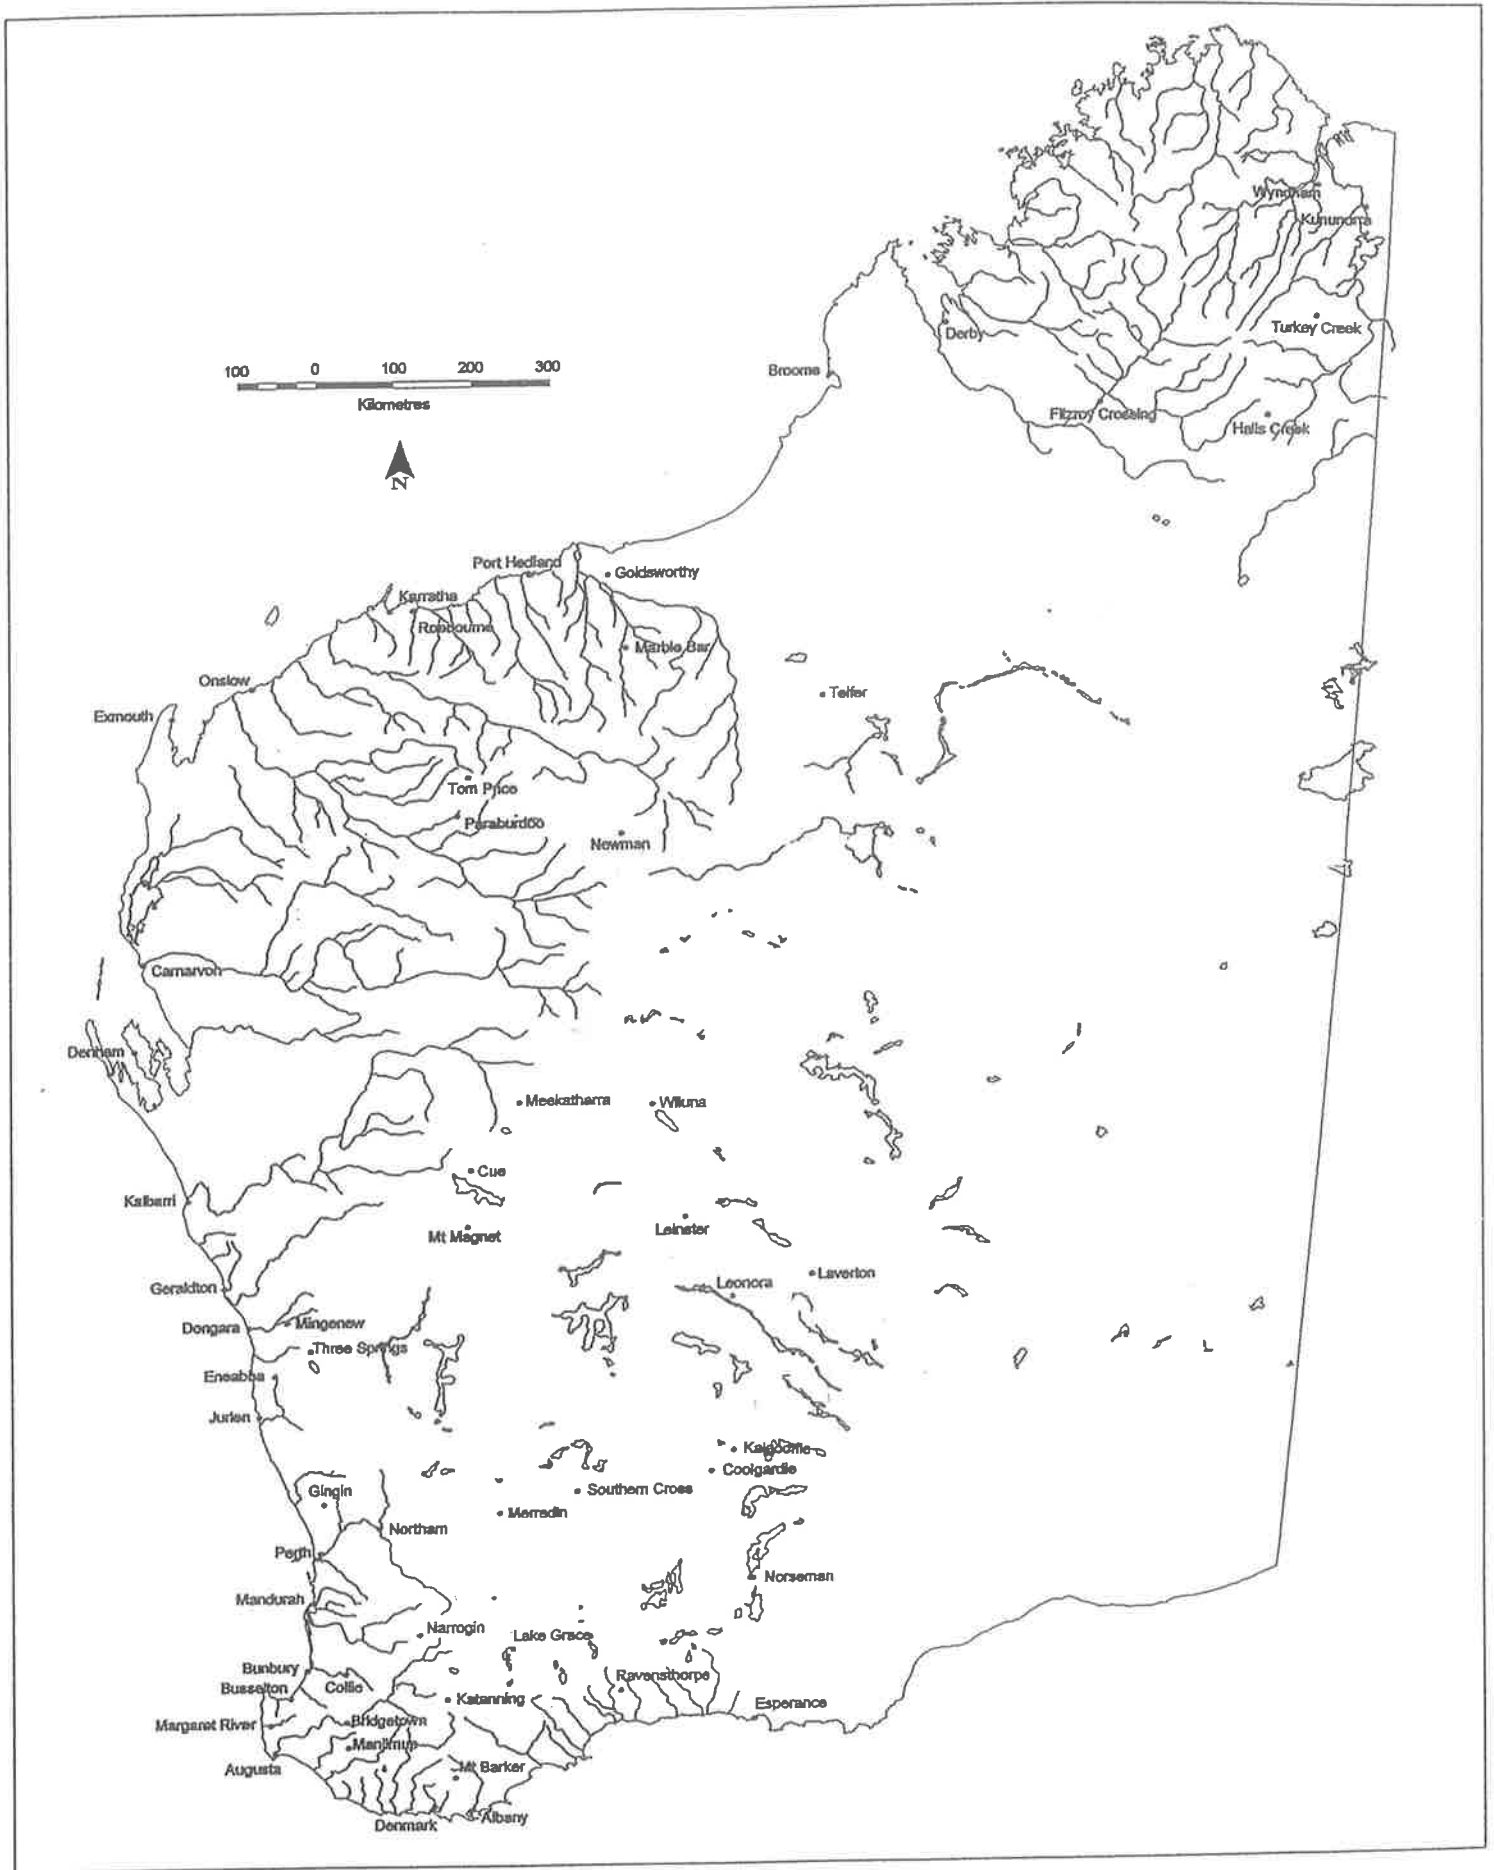 Wyndham
Kununurra
Turkey Creek
Derby
Broome
100 0 100 200 300
Kilometres
Fitzroy Crossing
Halls Creek
N
Port Hedland
Goldsworthy
Karratha
Roebourne
Marble Bar
Onslow
Telfer
Exmouth
Tom Price
Paraburdoo
Newman
Carnarvon
Denham
Meekatharra
Wiluna
Cue
Kalbarri
Leinster
Mt Magnet
Laverton
Leonora
Geraldton
Mingenew
Dongara
Three Springs
Eneabba
Jurien
Kalgoorlie
Coolgardie
Southern Cross
Gingin
Merredin
Northam
Perth
Norseman
Mandurah
Narrogin
Lake Grace
Bunbury
Ravensthorpe
Collie
Busselton
Katanning
Esperance
Margaret River
Bridgetown
Manjimup
Augusta
Mt Barker
Albany
Denmark